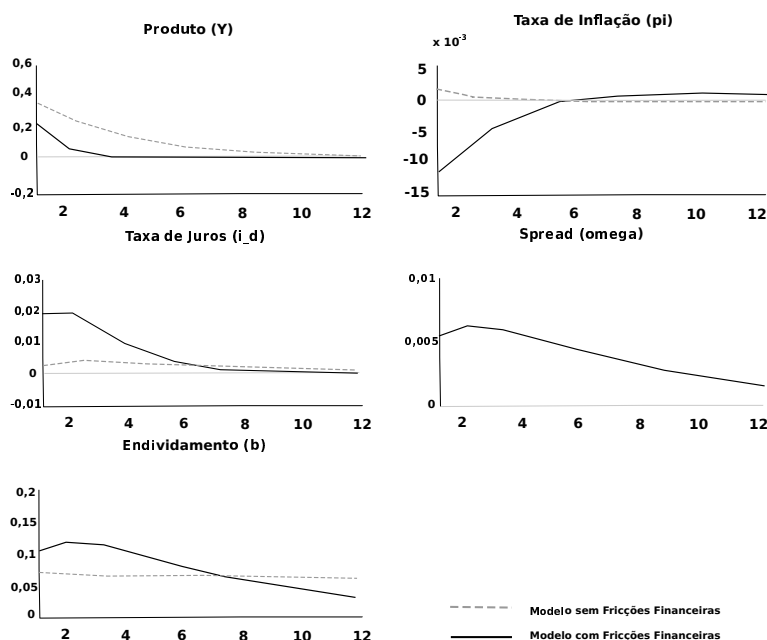 Produto (Y)
0,6
0,4
0,2
0
-0,2
2 4 6 8 10 12
Taxa de Inflação (pi)
x 10⁻³
5
0
-5
-10
-15
2 4 6 8 10 12
Taxa de Juros (i_d)
0,03
0,02
0,01
0
-0,01
2 4 6 8 10 12
Spread (omega)
0,01
0,005
0
2 4 6 8 10 12
Endividamento (b)
0,2
0,15
0,1
0,05
0
2 4 6 8 10 12
Modelo sem Fricções Financeiras
Modelo com Fricções Financeiras